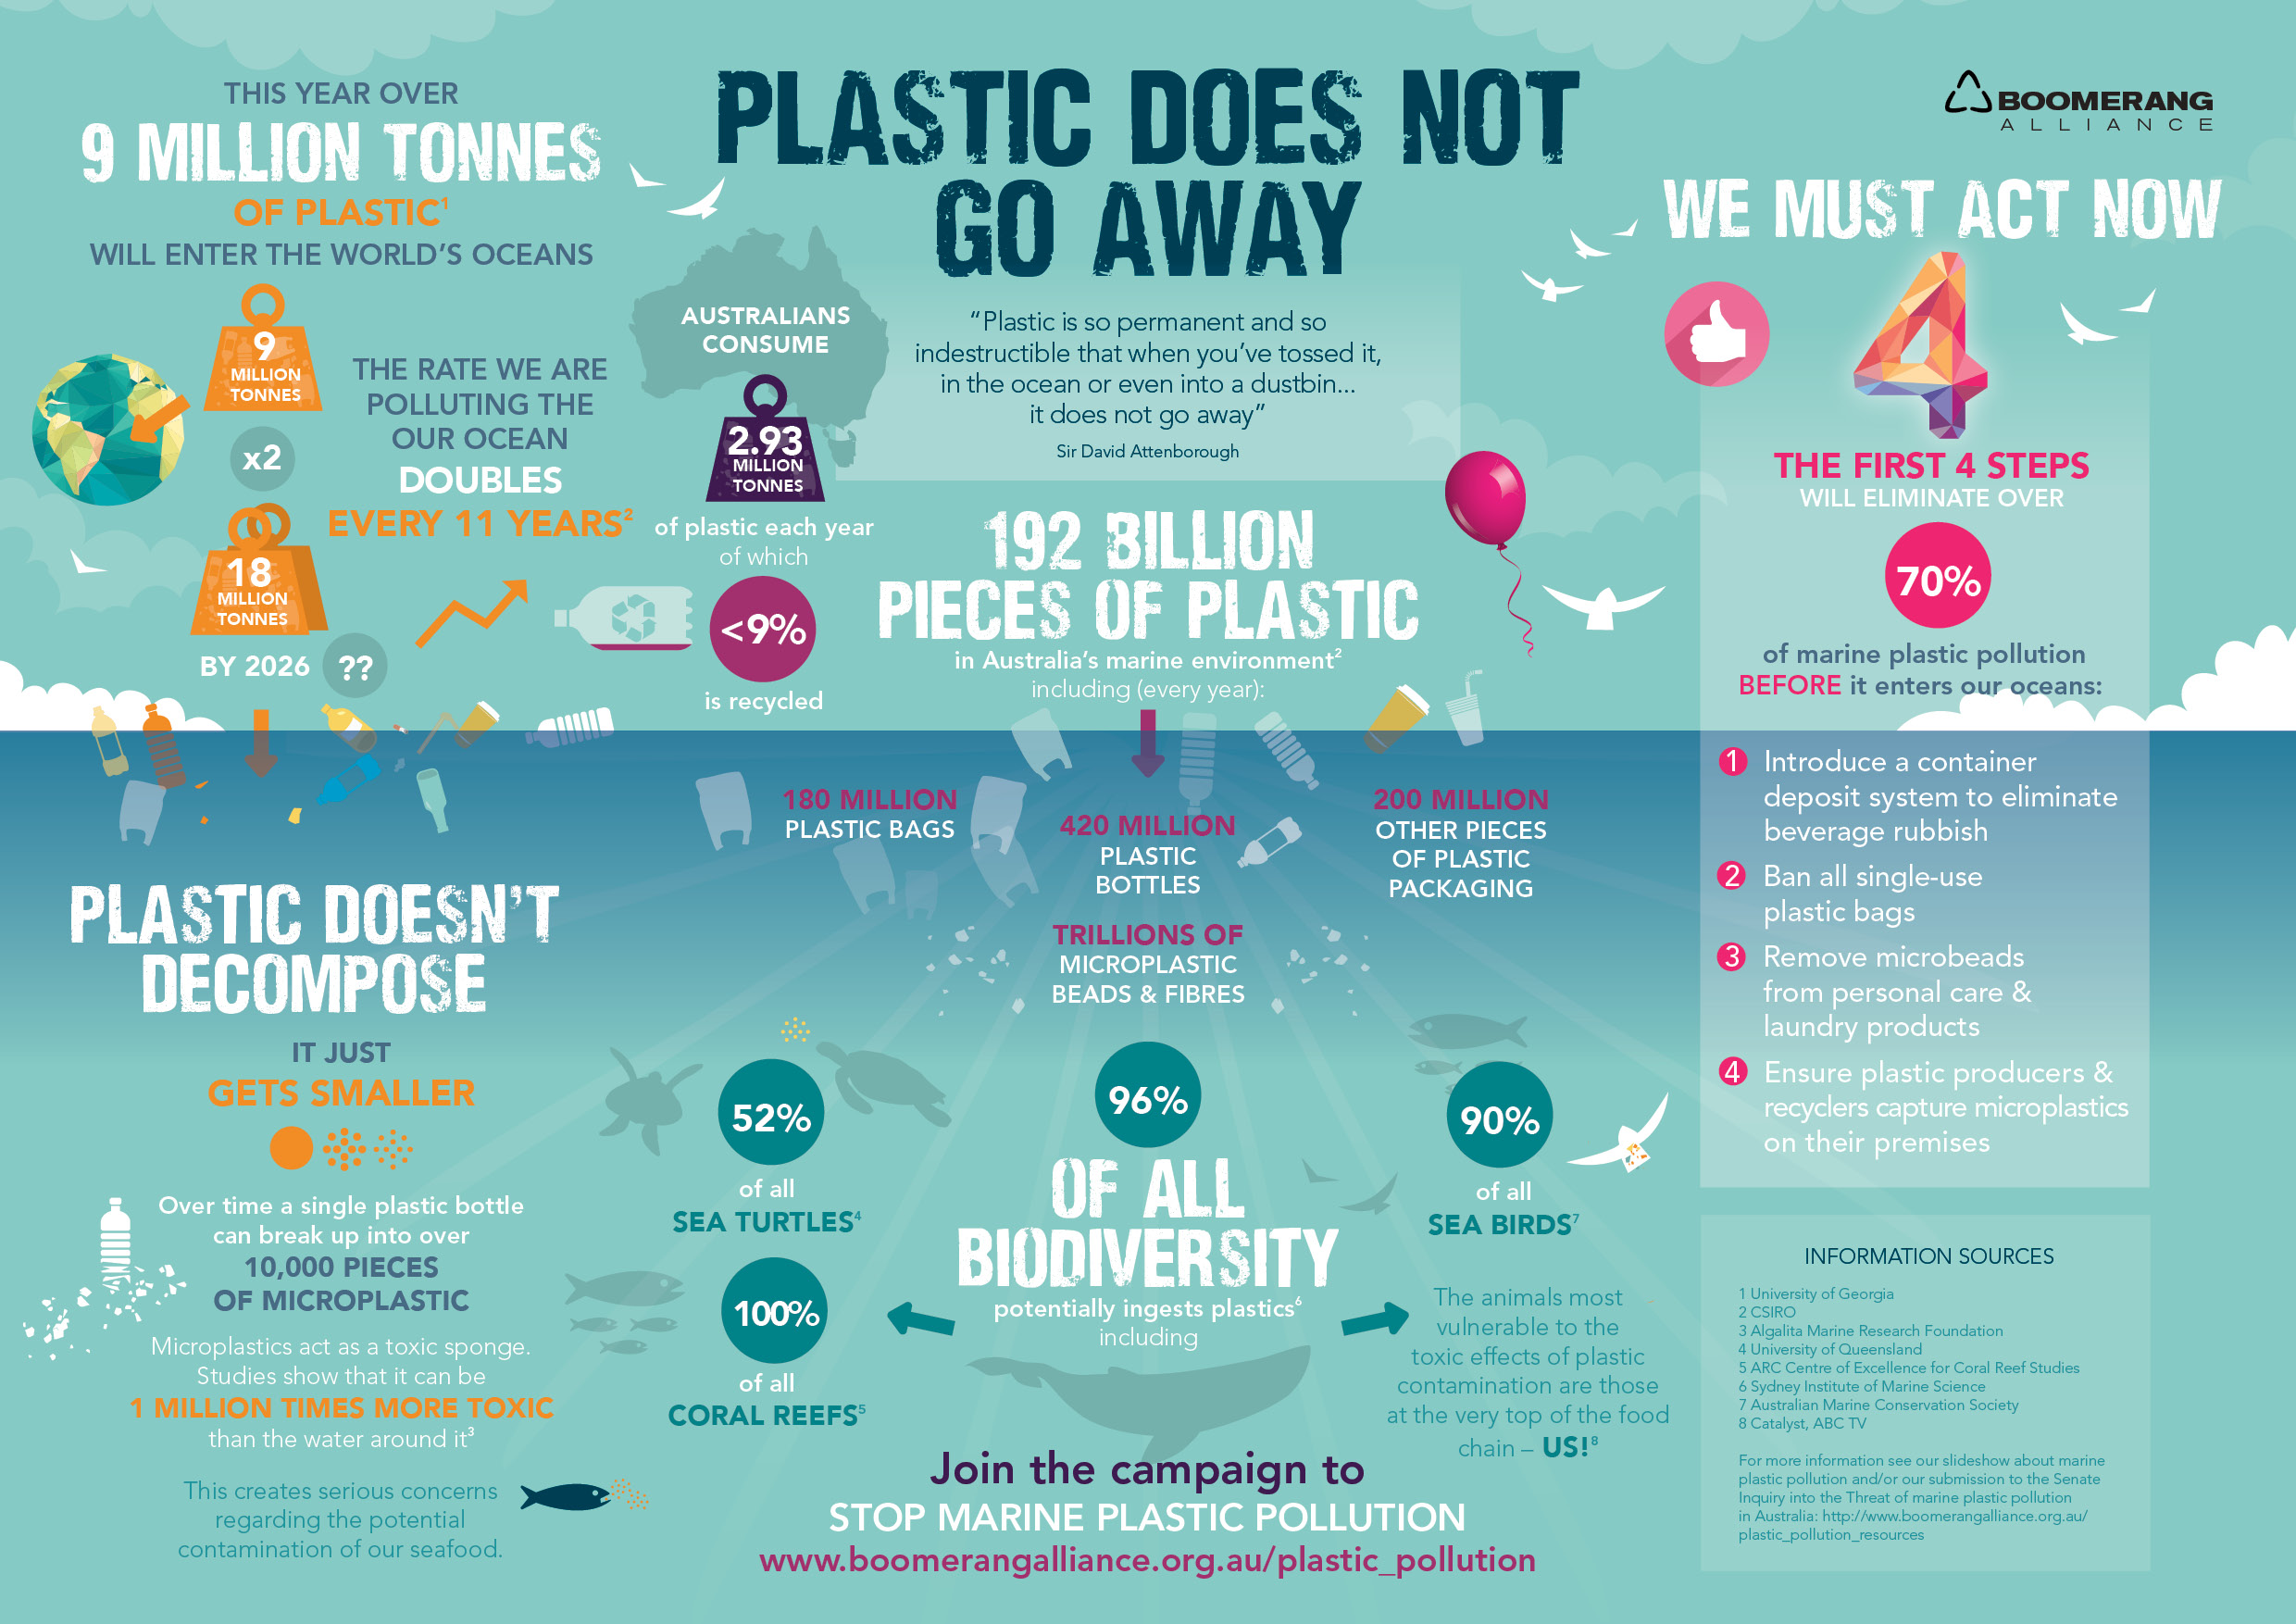 PLASTIC DOES NOT
GO AWAY
BOOMERANG
ALLIANCE
THIS YEAR OVER
9 MILLION TONNES
OF PLASTIC¹
WILL ENTER THE WORLD'S OCEANS
9
MILLION
TONNES
x2
18
MILLION
TONNES
BY 2026
??
THE RATE WE ARE
POLLUTING THE
OUR OCEAN
DOUBLES
EVERY 11 YEARS²
AUSTRALIANS
CONSUME
2.93
MILLION
TONNES
of plastic each year
of which
<9%
is recycled
“Plastic is so permanent and so
indestructible that when you’ve tossed it,
in the ocean or even into a dustbin...
it does not go away”
Sir David Attenborough
192 BILLION
PIECES OF PLASTIC
in Australia’s marine environment²
including (every year):
180 MILLION
PLASTIC BAGS
420 MILLION
PLASTIC
BOTTLES
200 MILLION
OTHER PIECES
OF PLASTIC
PACKAGING
TRILLIONS OF
MICROPLASTIC
BEADS & FIBRES
PLASTIC DOESN'T
DECOMPOSE
IT JUST
GETS SMALLER
Over time a single plastic bottle
can break up into over
10,000 PIECES
OF MICROPLASTIC
Microplastics act as a toxic sponge.
Studies show that it can be
1 MILLION TIMES MORE TOXIC
than the water around it³
This creates serious concerns
regarding the potential
contamination of our seafood.
96%
OF ALL
BIODIVERSITY
potentially ingests plastics⁶
including
52%
of all
SEA TURTLES⁴
100%
of all
CORAL REEFS⁵
90%
of all
SEA BIRDS⁷
The animals most
vulnerable to the
toxic effects of plastic
contamination are those
at the very top of the food
chain – US!⁸
Join the campaign to
STOP MARINE PLASTIC POLLUTION
www.boomerangalliance.org.au/plastic_pollution
WE MUST ACT NOW
4
THE FIRST 4 STEPS
WILL ELIMINATE OVER
70%
of marine plastic pollution
BEFORE it enters our oceans:
1 Introduce a container
deposit system to eliminate
beverage rubbish
2 Ban all single-use
plastic bags
3 Remove microbeads
from personal care &
laundry products
4 Ensure plastic producers &
recyclers capture microplastics
on their premises
INFORMATION SOURCES
1 University of Georgia
2 CSIRO
3 Algalita Marine Research Foundation
4 University of Queensland
5 ARC Centre of Excellence for Coral Reef Studies
6 Sydney Institute of Marine Science
7 Australian Marine Conservation Society
8 Catalyst, ABC TV
For more information see our slideshow about marine
plastic pollution and/or our submission to the Senate
Inquiry into the Threat of marine plastic pollution
in Australia: http://www.boomerangalliance.org.au/
plastic_pollution_resources